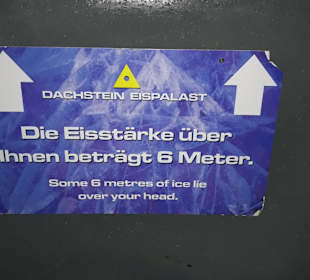 DACHSTEIN EISPALAST
Die Eisstärke über
Ihnen beträgt 6 Meter.
Some 6 metres of ice lie
over your head.